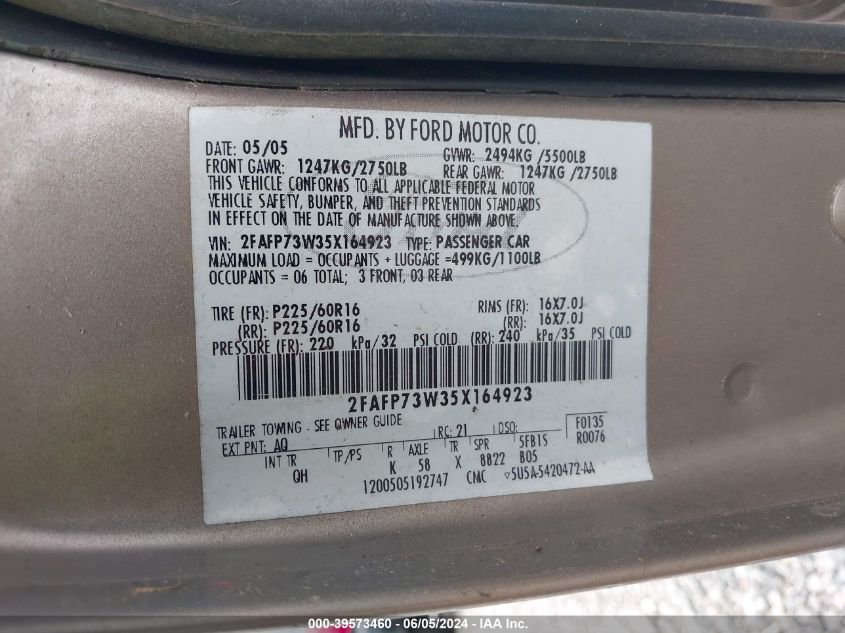 MFD. BY FORD MOTOR CO.
DATE: 05/05 GVWR: 2494KG /5500LB
FRONT GAWR: 1247KG/2750LB REAR GAWR: 1247KG /2750LB
THIS VEHICLE CONFORMS TO ALL APPLICABLE FEDERAL MOTOR
VEHICLE SAFETY, BUMPER, AND THEFT PREVENTION STANDARDS
IN EFFECT ON THE DATE OF MANUFACTURE SHOWN ABOVE.
VIN: 2FAFP73W35X164923 TYPE: PASSENGER CAR
MAXIMUM LOAD = OCCUPANTS + LUGGAGE =499KG/1100LB
OCCUPANTS = 06 TOTAL; 3 FRONT, 03 REAR
TIRE (FR): P225/60R16 RIMS (FR): 16X7.0J
(RR): P225/60R16 (RR): 16X7.0J
PRESSURE (FR): 220 kPa/32 PSI COLD (RR): 240 kPa/35 PSI COLD
2FAFP73W35X164923
TRAILER TOWING - SEE OWNER GUIDE
EXT PNT: AQ RC: 21 DSO: F0135
R0076
INT TR TP/PS R AXLE TR SPR 5FB15
QH K 58 X 8822 B05
1200505192747 CMC ▽5U5A-5420472-AA
000-39573460 - 06/05/2024 - IAA Inc.